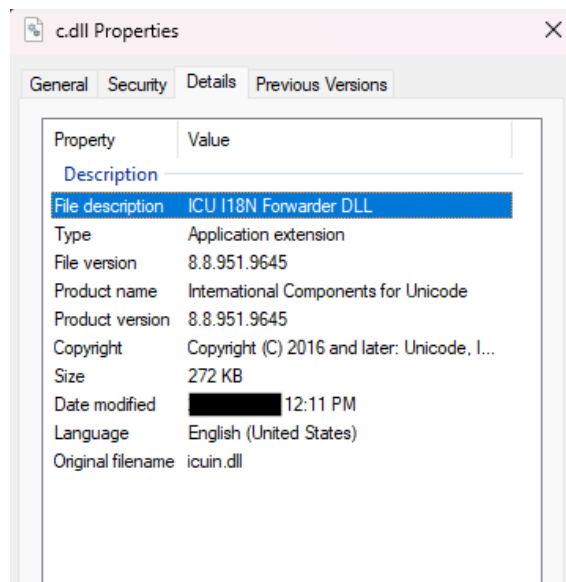 c.dll Properties
General Security Details Previous Versions
Property Value
Description
File description ICU I18N Forwarder DLL
Type Application extension
File version 8.8.951.9645
Product name International Components for Unicode
Product version 8.8.951.9645
Copyright Copyright (C) 2016 and later: Unicode, I...
Size 272 KB
Date modified 12:11 PM
Language English (United States)
Original filename icuin.dll